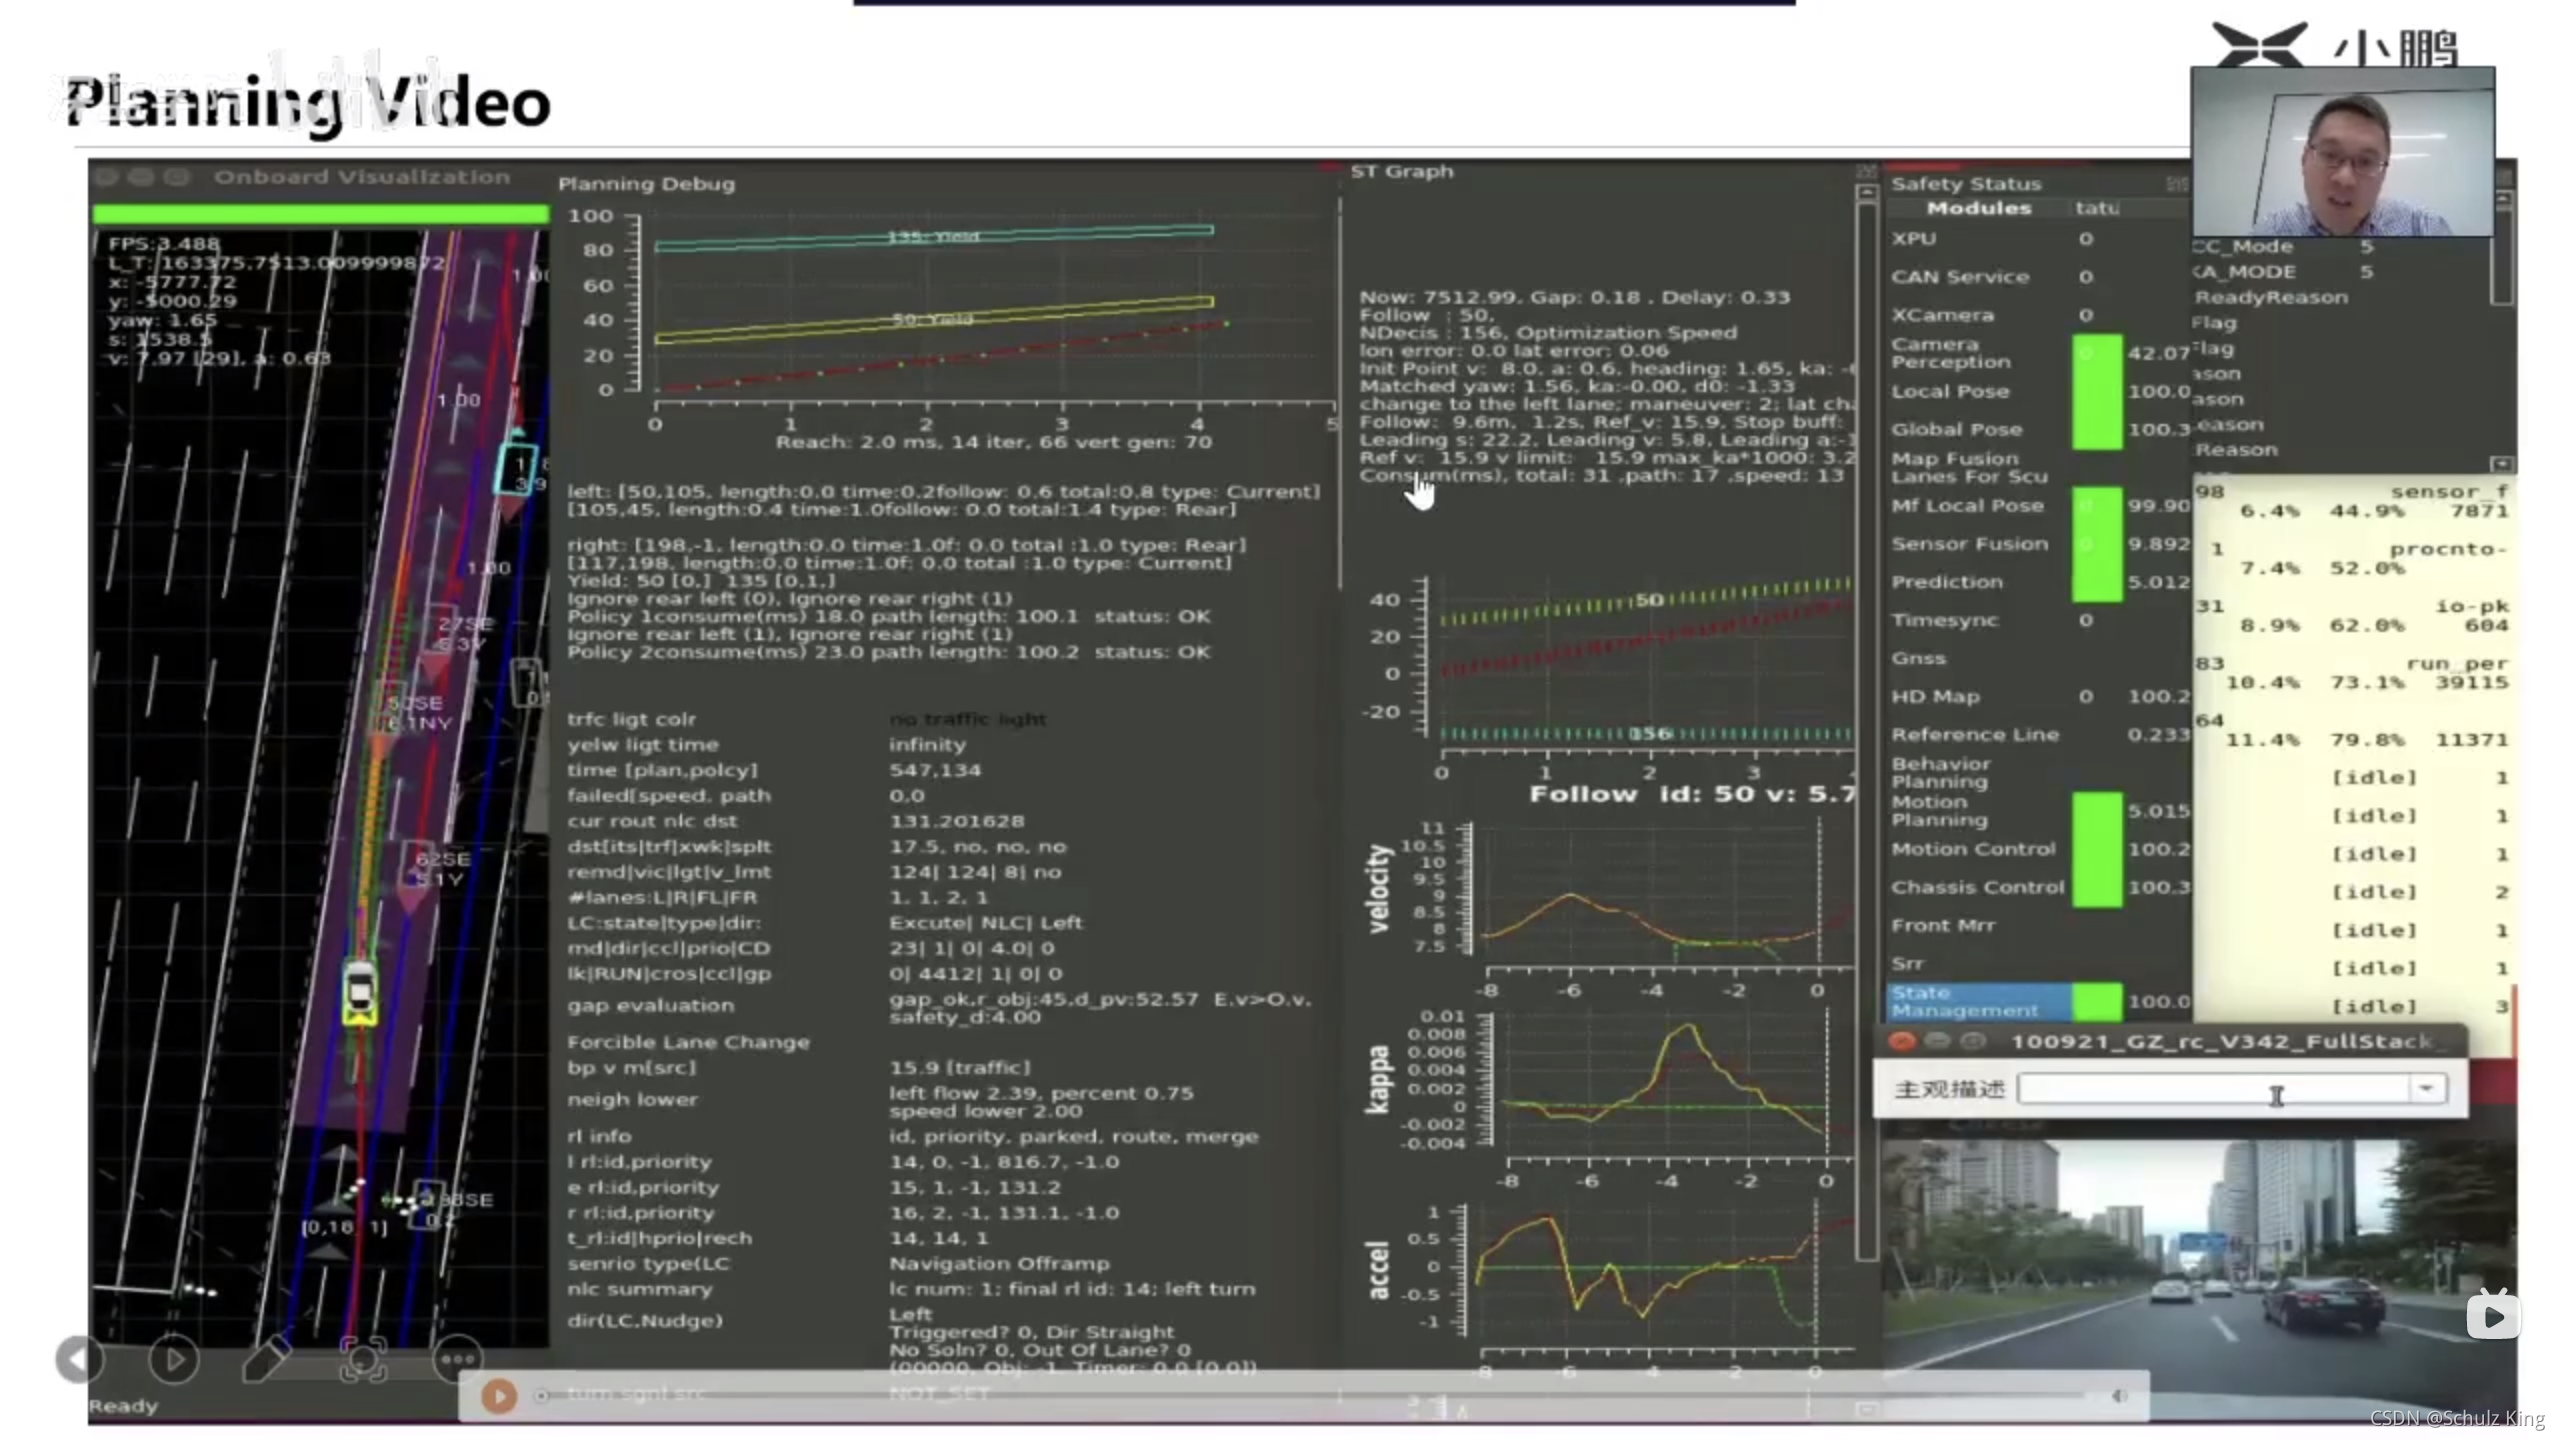 Planning Video
小鹏
Onboard Visualization
FPS:3.488
L_T: 163375,7513.009999872
x: -5777.72
y: -5000.29
yaw: 1.65
s: 1538.5
v: 7.97 [29], a: 0.63
1.00
1.00
62SE
5.1Y
[0,18, 1]
Ready
Planning Debug
100
80
60
40
20
0
135: Yield
50: Yield
0 1 2 3 4 5
Reach: 2.0 ms, 14 iter, 66 vert gen: 70
left: [50,105, length:0.0 time:0.2follow: 0.6 total:0.8 type: Current]
[105,45, length:0.4 time:1.0follow: 0.0 total:1.4 type: Rear]
right: [198,-1, length:0.0 time:1.0f: 0.0 total :1.0 type: Rear]
[117,198, length:0.0 time:1.0f: 0.0 total :1.0 type: Current]
Yield: 50 [0,] 135 [0,1,]
Ignore rear left (0), Ignore rear right (1)
Policy 1consume(ms) 18.0 path length: 100.1 status: OK
Ignore rear left (1), Ignore rear right (1)
Policy 2consume(ms) 23.0 path length: 100.2 status: OK
trfc ligt colr no traffic light
yelw ligt time infinity
time [plan,polcy] 547,134
failed[speed, path 0,0
cur rout nlc dst 131.201628
dst[its|trf|xwk|splt 17.5, no, no, no
remd|vic|lgt|v_lmt 124| 124| 8| no
#lanes:L|R|FL|FR 1, 1, 2, 1
LC:state|type|dir: Excute| NLC| Left
md|dir|ccl|prio|CD 23| 1| 0| 4.0| 0
lk|RUN|cros|ccl|gp 0| 4412| 1| 0| 0
gap evaluation gap_ok,r_obj:45,d_pv:52.57 E.v>O.v,
safety_d:4.00
Forcible Lane Change
bp v m[src] 15.9 [traffic]
neigh lower left flow 2.39, percent 0.75
speed lower 2.00
rl info id, priority, parked, route, merge
l rl:id,priority 14, 0, -1, 816.7, -1.0
e rl:id,priority 15, 1, -1, 131.2
r rl:id,priority 16, 2, -1, 131.1, -1.0
t_rl:id|hprio|rech 14, 14, 1
senrio type(LC Navigation Offramp
nlc summary lc num: 1; final rl id: 14; left turn
dir(LC,Nudge) Left
Triggered? 0, Dir Straight
No Soln? 0, Out Of Lane? 0
(00000, Obj: -1, Timer: 0.0 [0.0])
turn sgnl src NOT_SET
ST Graph
Now: 7512.99, Gap: 0.18 , Delay: 0.33
Follow : 50,
NDecis : 156, Optimization Speed
lon error: 0.0 lat error: 0.06
Init Point v: 8.0, a: 0.6, heading: 1.65, ka:
Matched yaw: 1.56, ka:-0.00, d0: -1.33
change to the left lane; maneuver: 2; lat
Follow: 9.6m, 1.2s, Ref_v: 15.9, Stop buff:
Leading s: 22.2, Leading v: 5.8, Leading a:
Ref v: 15.9 v limit: 15.9 max_ka*1000: 3.2
Consum(ms), total: 31 ,path: 17 ,speed: 13
40
20
0
-20
50
156
0 1 2 3
Follow id: 50 v: 5.7
velocity
11
10.5
10
9.5
9
8.5
8
7.5
-8 -6 -4 -2 0
kappa
0.01
0.008
0.006
0.004
0.002
0
-0.002
-0.004
-8 -6 -4 -2 0
accel
1
0.5
0
-0.5
-1
-8 -6 -4 -2 0
Safety Status
Modules tatu
XPU 0
CAN Service 0
XCamera 0
Camera
Perception 42.07
Local Pose 100.0
Global Pose 100.3
Map Fusion
Lanes For Scu
Mf Local Pose 99.90
Sensor Fusion 9.892
Prediction 5.012
Timesync 0
Gnss
HD Map 0 100.2
Reference Line 0.233
Behavior
Planning
Motion
Planning 5.015
Motion Control 100.2
Chassis Control 100.3
Front Mrr
Srr
State
Management 100.0
CC_Mode 5
KA_MODE 5
ReadyReason
Flag
Flag
ason
ason
eason
Reason
98 sensor_f
6.4% 44.9% 7871
1 procnto-
7.4% 52.0%
31 io-pk
8.9% 62.0% 604
83 run_per
10.4% 73.1% 39115
64
11.4% 79.8% 11371
[idle] 1
[idle] 1
[idle] 1
[idle] 2
[idle] 1
[idle] 1
[idle] 3
100921_GZ_rc_V342_FullStack_
主观描述
CSDN @Schulz King